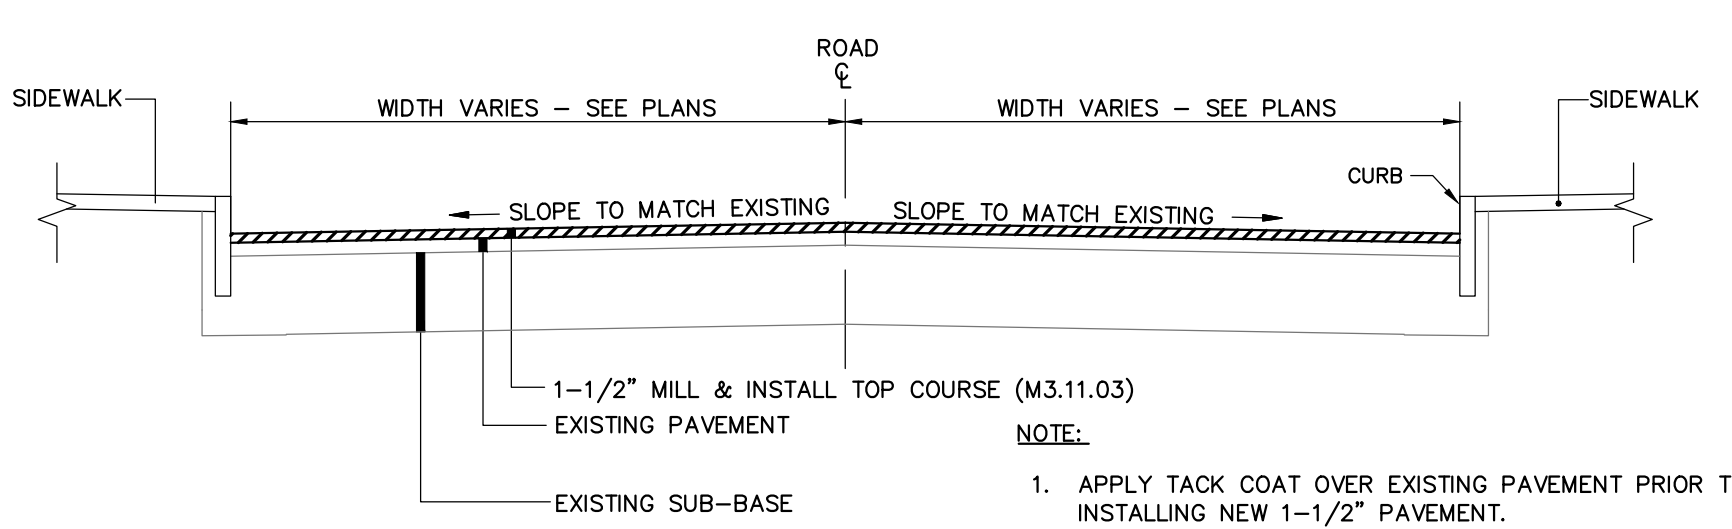 ROAD
℄
SIDEWALK
WIDTH VARIES - SEE PLANS
WIDTH VARIES - SEE PLANS
SIDEWALK
CURB
SLOPE TO MATCH EXISTING
SLOPE TO MATCH EXISTING
1-1/2" MILL & INSTALL TOP COURSE (M3.11.03)
EXISTING PAVEMENT
EXISTING SUB-BASE
NOTE:
1. APPLY TACK COAT OVER EXISTING PAVEMENT PRIOR T
INSTALLING NEW 1-1/2" PAVEMENT.